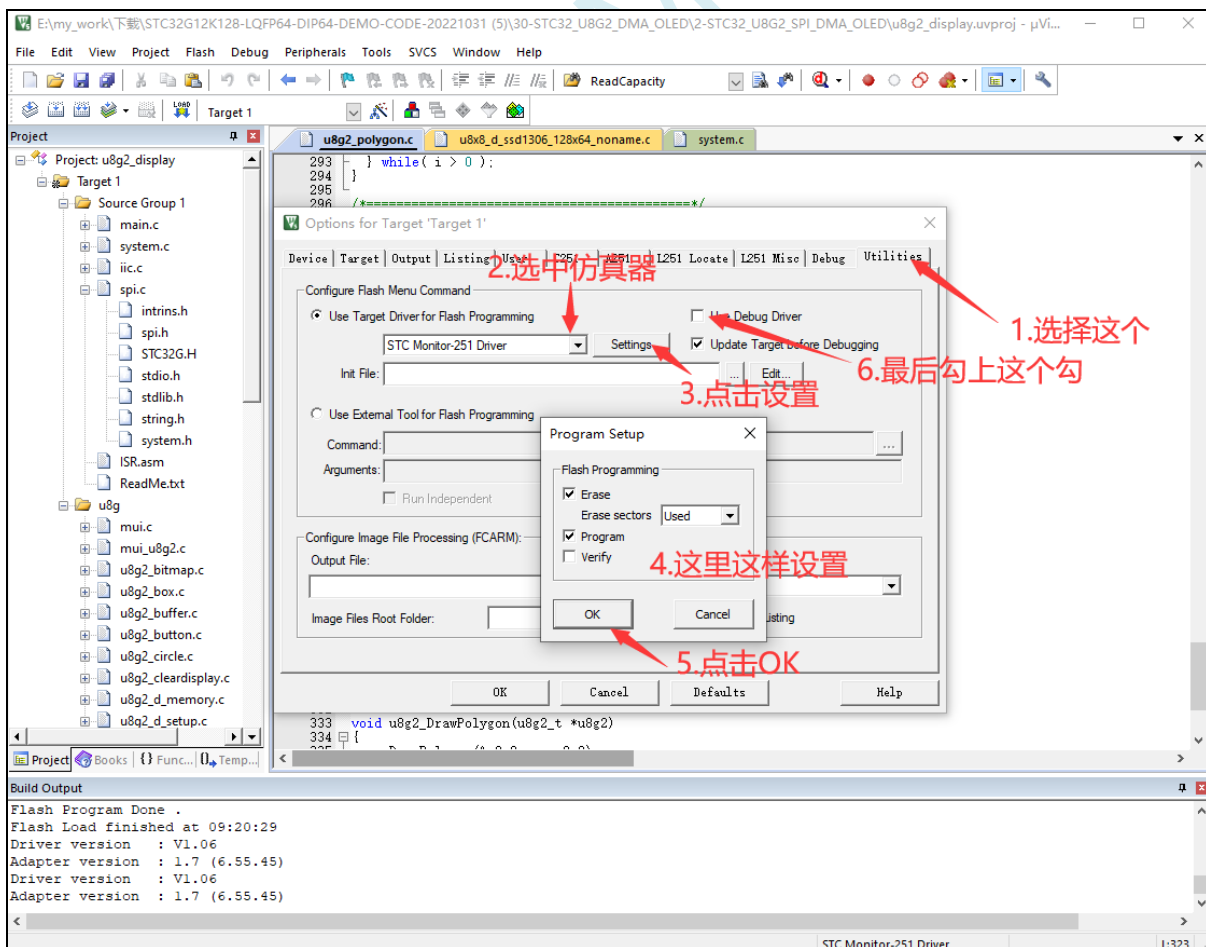 E:\my_work\下载\STC32G12K128-LQFP64-DIP64-DEMO-CODE-20221031 (5)\30-STC32_U8G2_DMA_OLED\2-STC32_U8G2_SPI_DMA_OLED\u8g2_display.uvproj - µVi...
File Edit View Project Flash Debug Peripherals Tools SVCS Window Help
ReadCapacity
LOAD Target 1
Project
u8g2_polygon.c u8x8_d_ssd1306_128x64_noname.c system.c
Project: u8g2_display
Target 1
Source Group 1
main.c
system.c
iic.c
spi.c
intrins.h
spi.h
STC32G.H
stdio.h
stdlib.h
string.h
system.h
ISR.asm
ReadMe.txt
u8g
mui.c
mui_u8g2.c
u8g2_bitmap.c
u8g2_box.c
u8g2_buffer.c
u8g2_button.c
u8g2_circle.c
u8g2_cleardisplay.c
u8g2_d_memory.c
u8g2_d_setup.c
Project Books {} Func... Temp...
293 } while( i > 0 );
294 }
295
296 /*===========================================*/
Options for Target 'Target 1'
Device Target Output Listing User L251 Locate L251 Misc Debug Utilities
2.选中仿真器
1.选择这个
Configure Flash Menu Command
Use Target Driver for Flash Programming
Use Debug Driver
STC Monitor-251 Driver Settings Update Target before Debugging
6.最后勾上这个勾
Init File: ... Edit...
3.点击设置
Use External Tool for Flash Programming
Command: ...
Arguments:
Run Independent
Configure Image File Processing (FCARM):
Output File:
Image Files Root Folder:
Program Setup
Flash Programming
Erase
Erase sectors Used
Program
Verify
4.这里这样设置
OK Cancel
5.点击OK
OK Cancel Defaults Help
333 void u8g2_DrawPolygon(u8g2_t *u8g2)
334 {
Build Output
Flash Program Done .
Flash Load finished at 09:20:29
Driver version : V1.06
Adapter version : 1.7 (6.55.45)
Driver version : V1.06
Adapter version : 1.7 (6.55.45)
STC Monitor-251 Driver L:323